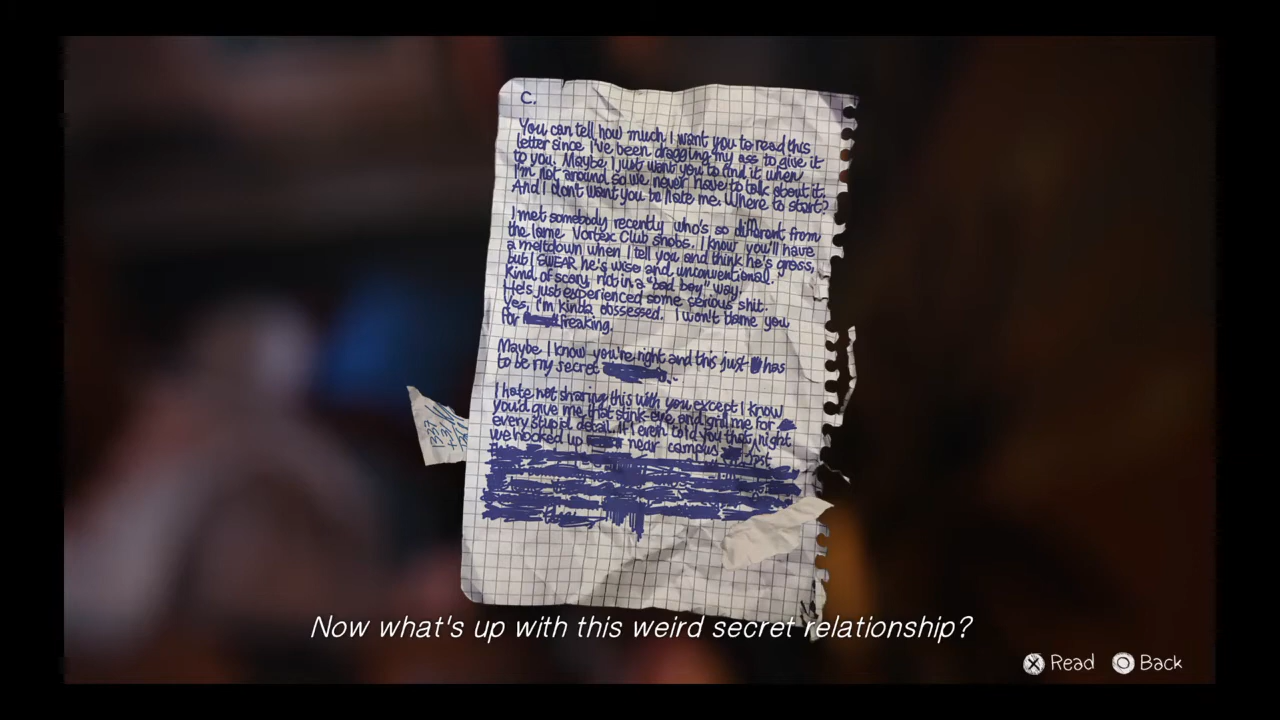 C.
You can tell how much I want you to read this
letter since I've been dragging my ass to give it
to you. Maybe I just want you to find it when
I'm not around so we never have to talk about it.
And I don't want you to hate me. Where to start?
I met somebody recently who's so different from
the lame Vortex Club snobs. I know you'll have
a meltdown when I tell you and think he's gross,
but I SWEAR he's wise and unconventional.
Kind of scary, not in a "bad boy" way.
He's just experienced some serious shit.
Yes, I'm kinda obsessed. I won't blame you
for freaking.
Maybe I know you're right and this just has
to be my secret
I hate not sharing this with you except I know
you'd give me that stink-eye and grill me for
every stupid detail. If I even told you that night
we hooked up near campus
Now what's up with this weird secret relationship?
Read
Back